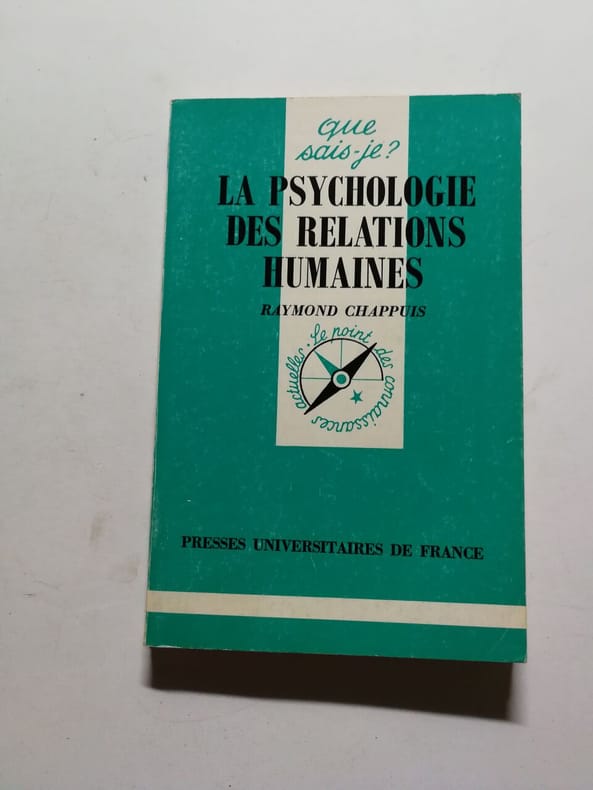 que
sais-je?
LA PSYCHOLOGIE
DES RELATIONS
HUMAINES
RAYMOND CHAPPUIS
Le point des connaissances actuelles.
PRESSES UNIVERSITAIRES DE FRANCE